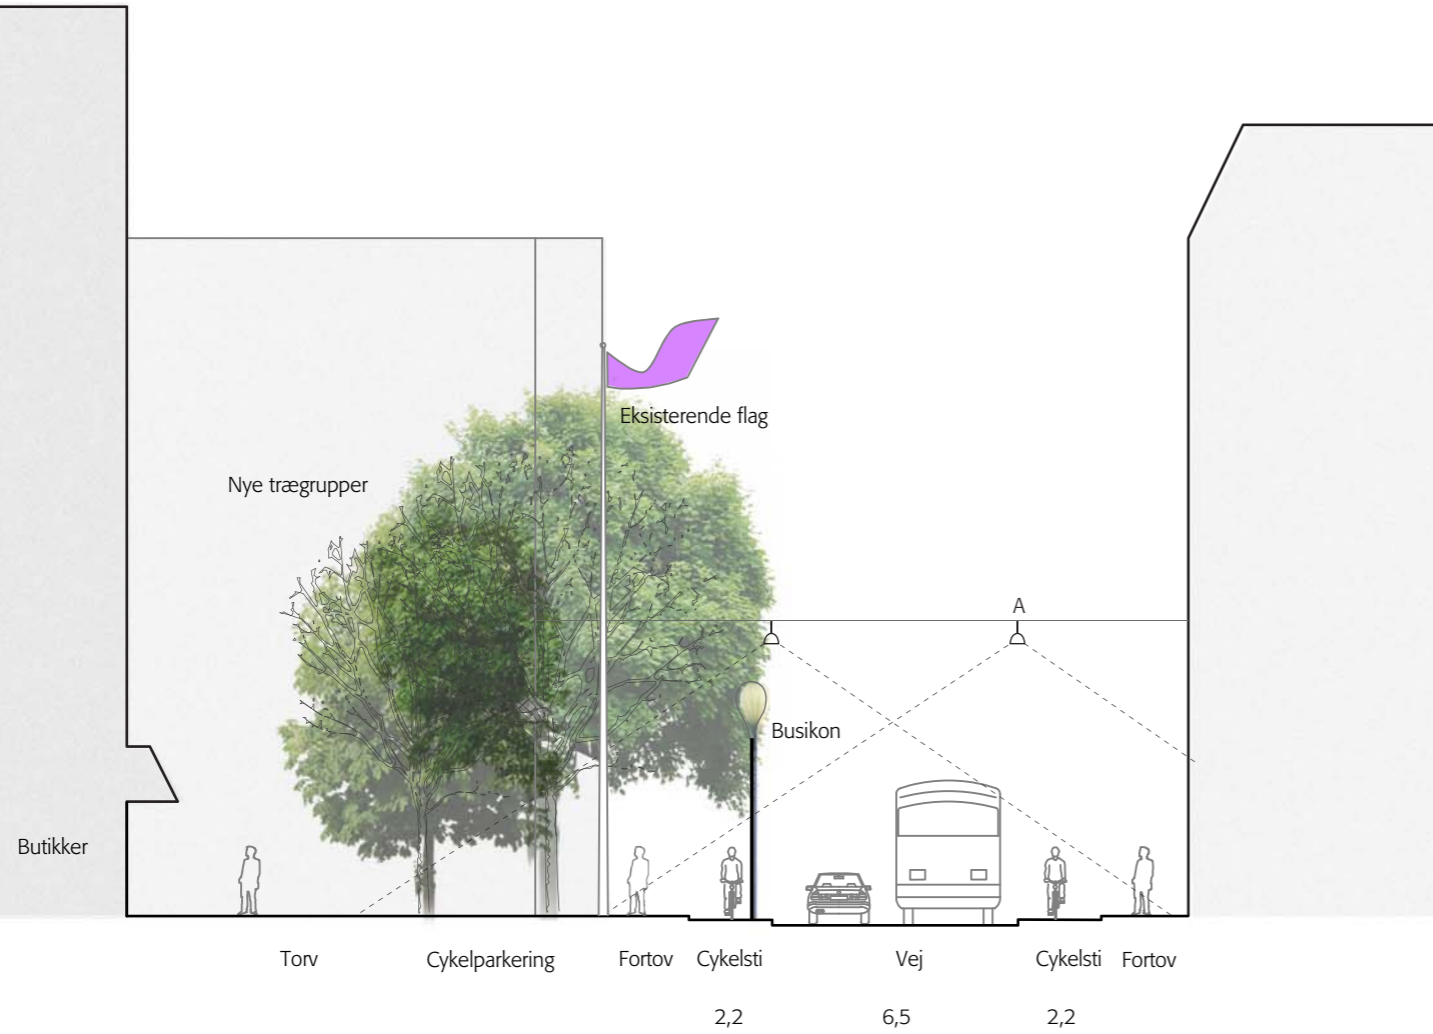 Eksisterende flag
Nye trægrupper
A
Busikon
Butikker
Torv Cykelparkering Fortov Cykelsti Vej Cykelsti Fortov
2,2 6,5 2,2